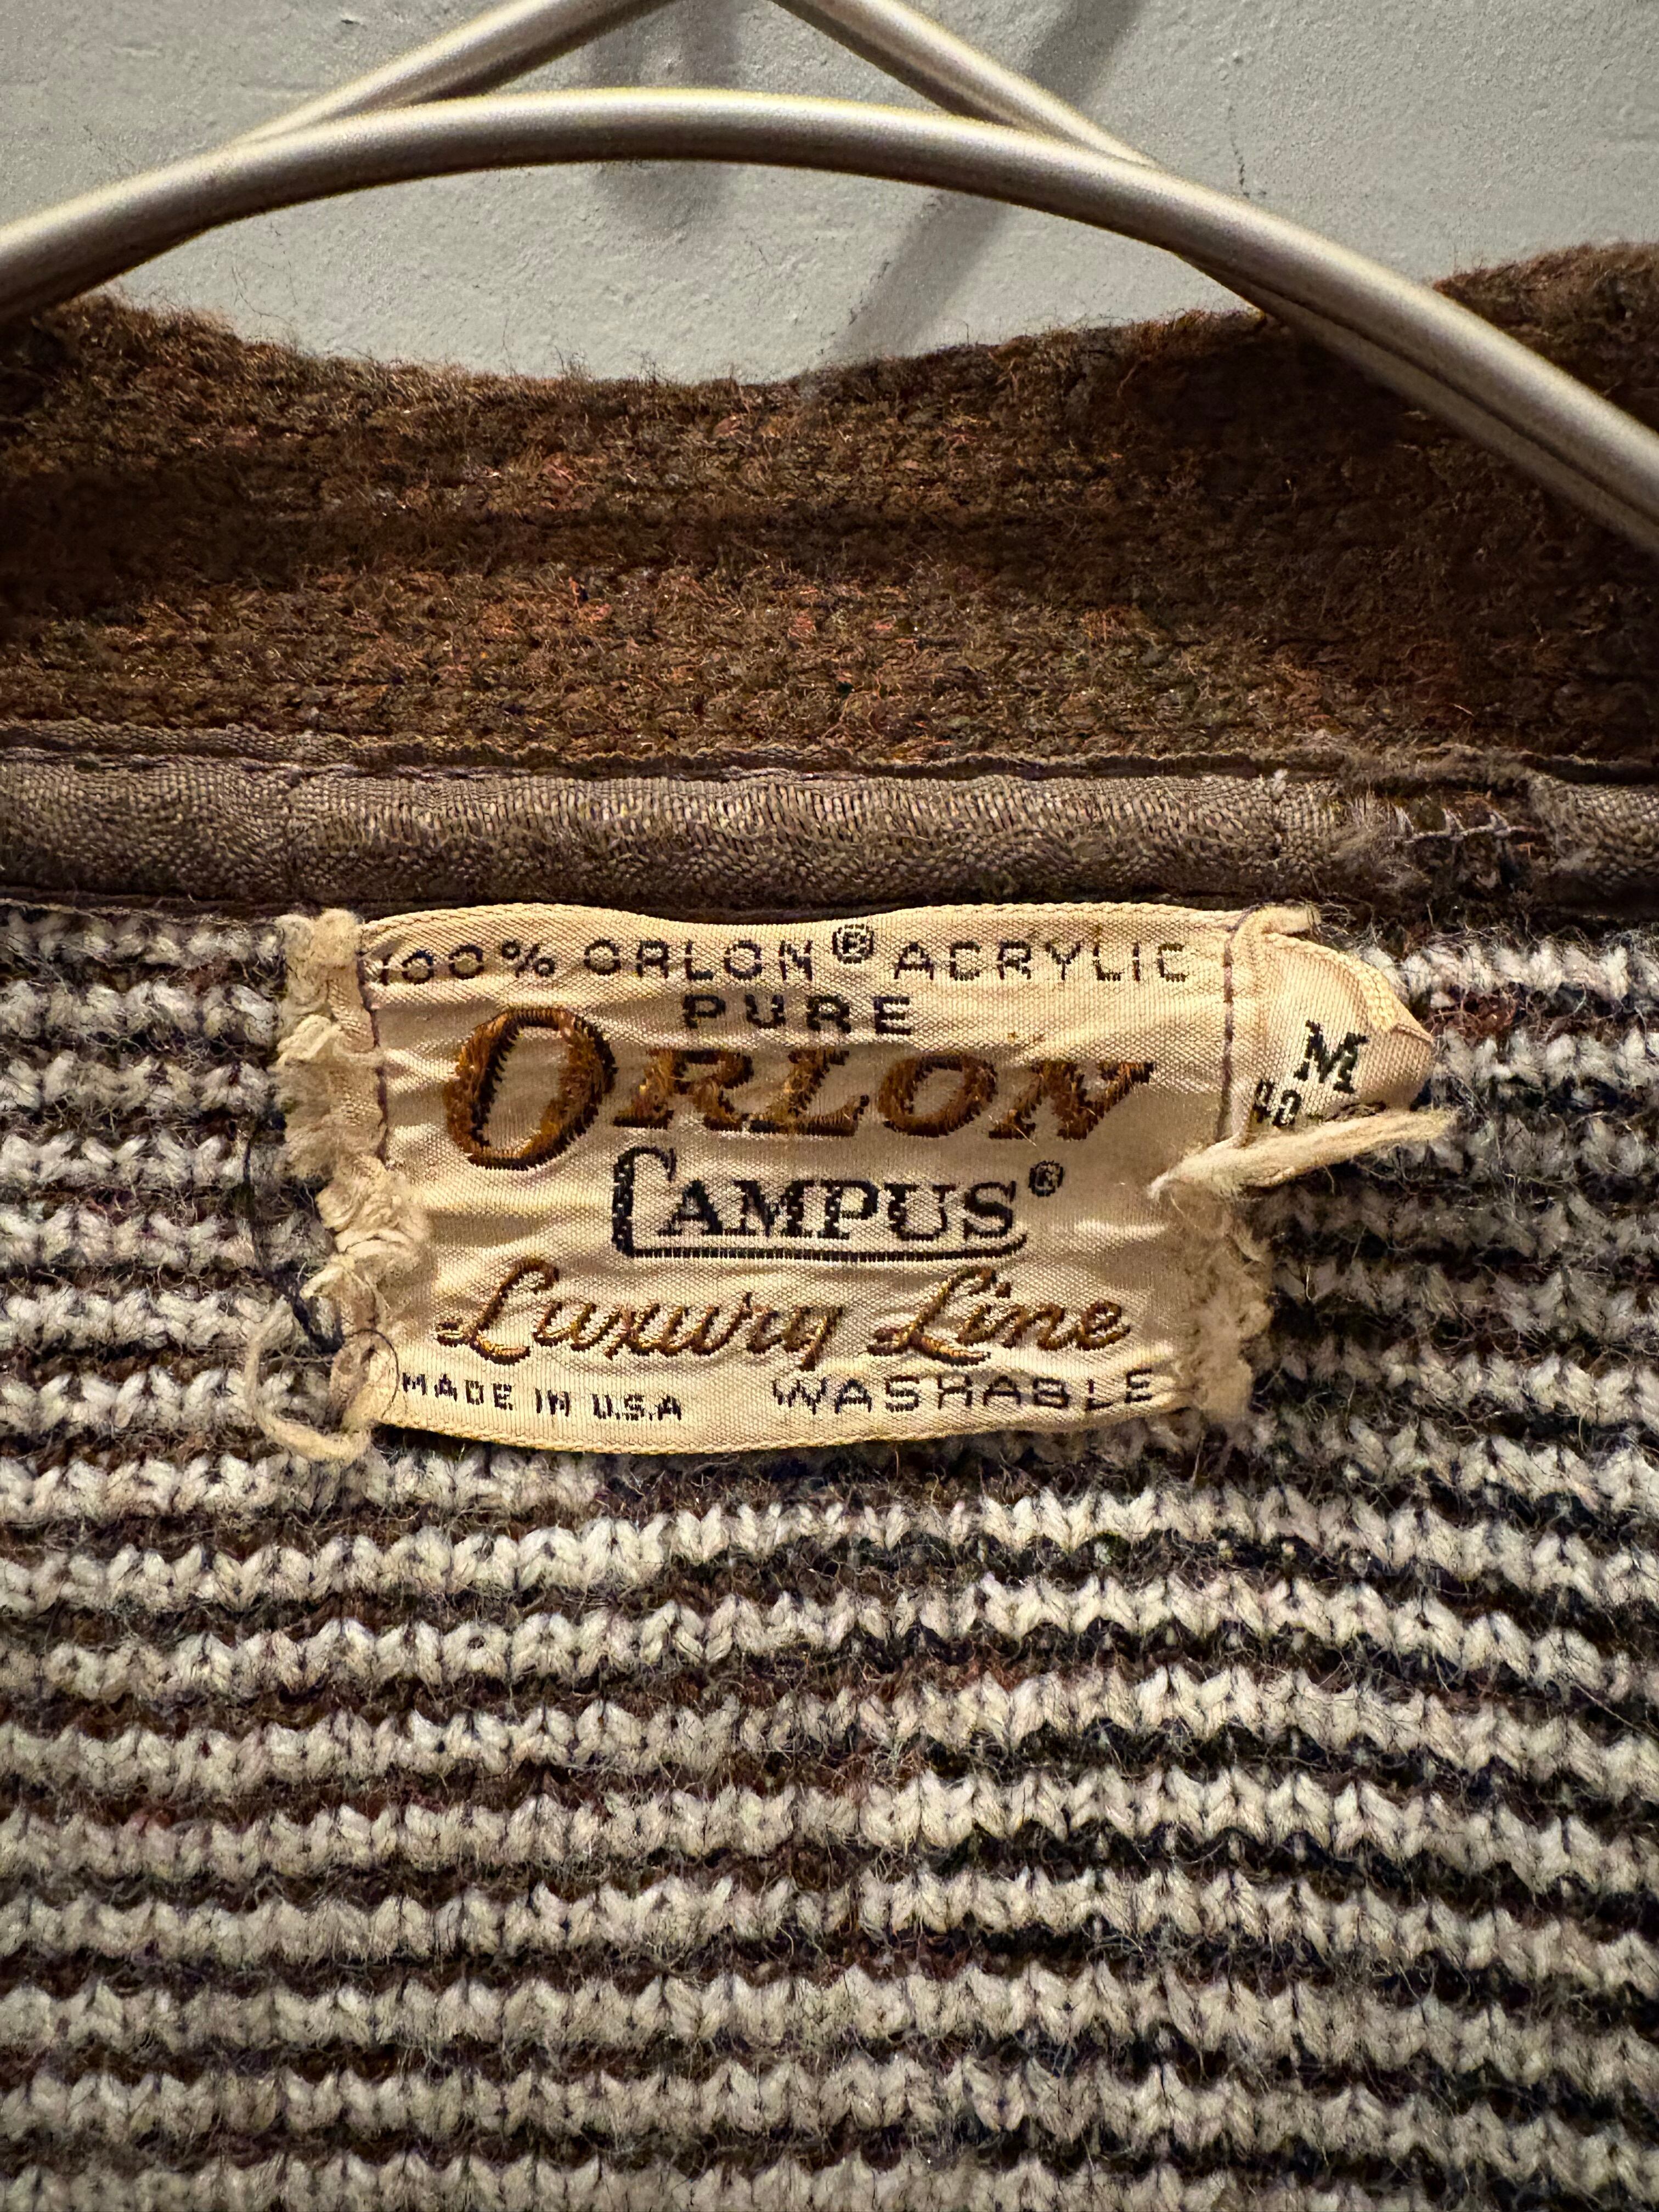 100% ORLON® ACRYLIC
PURE
ORLON
CAMPUS®
Luxury Line
MADE IN U.S.A WASHABLE
M